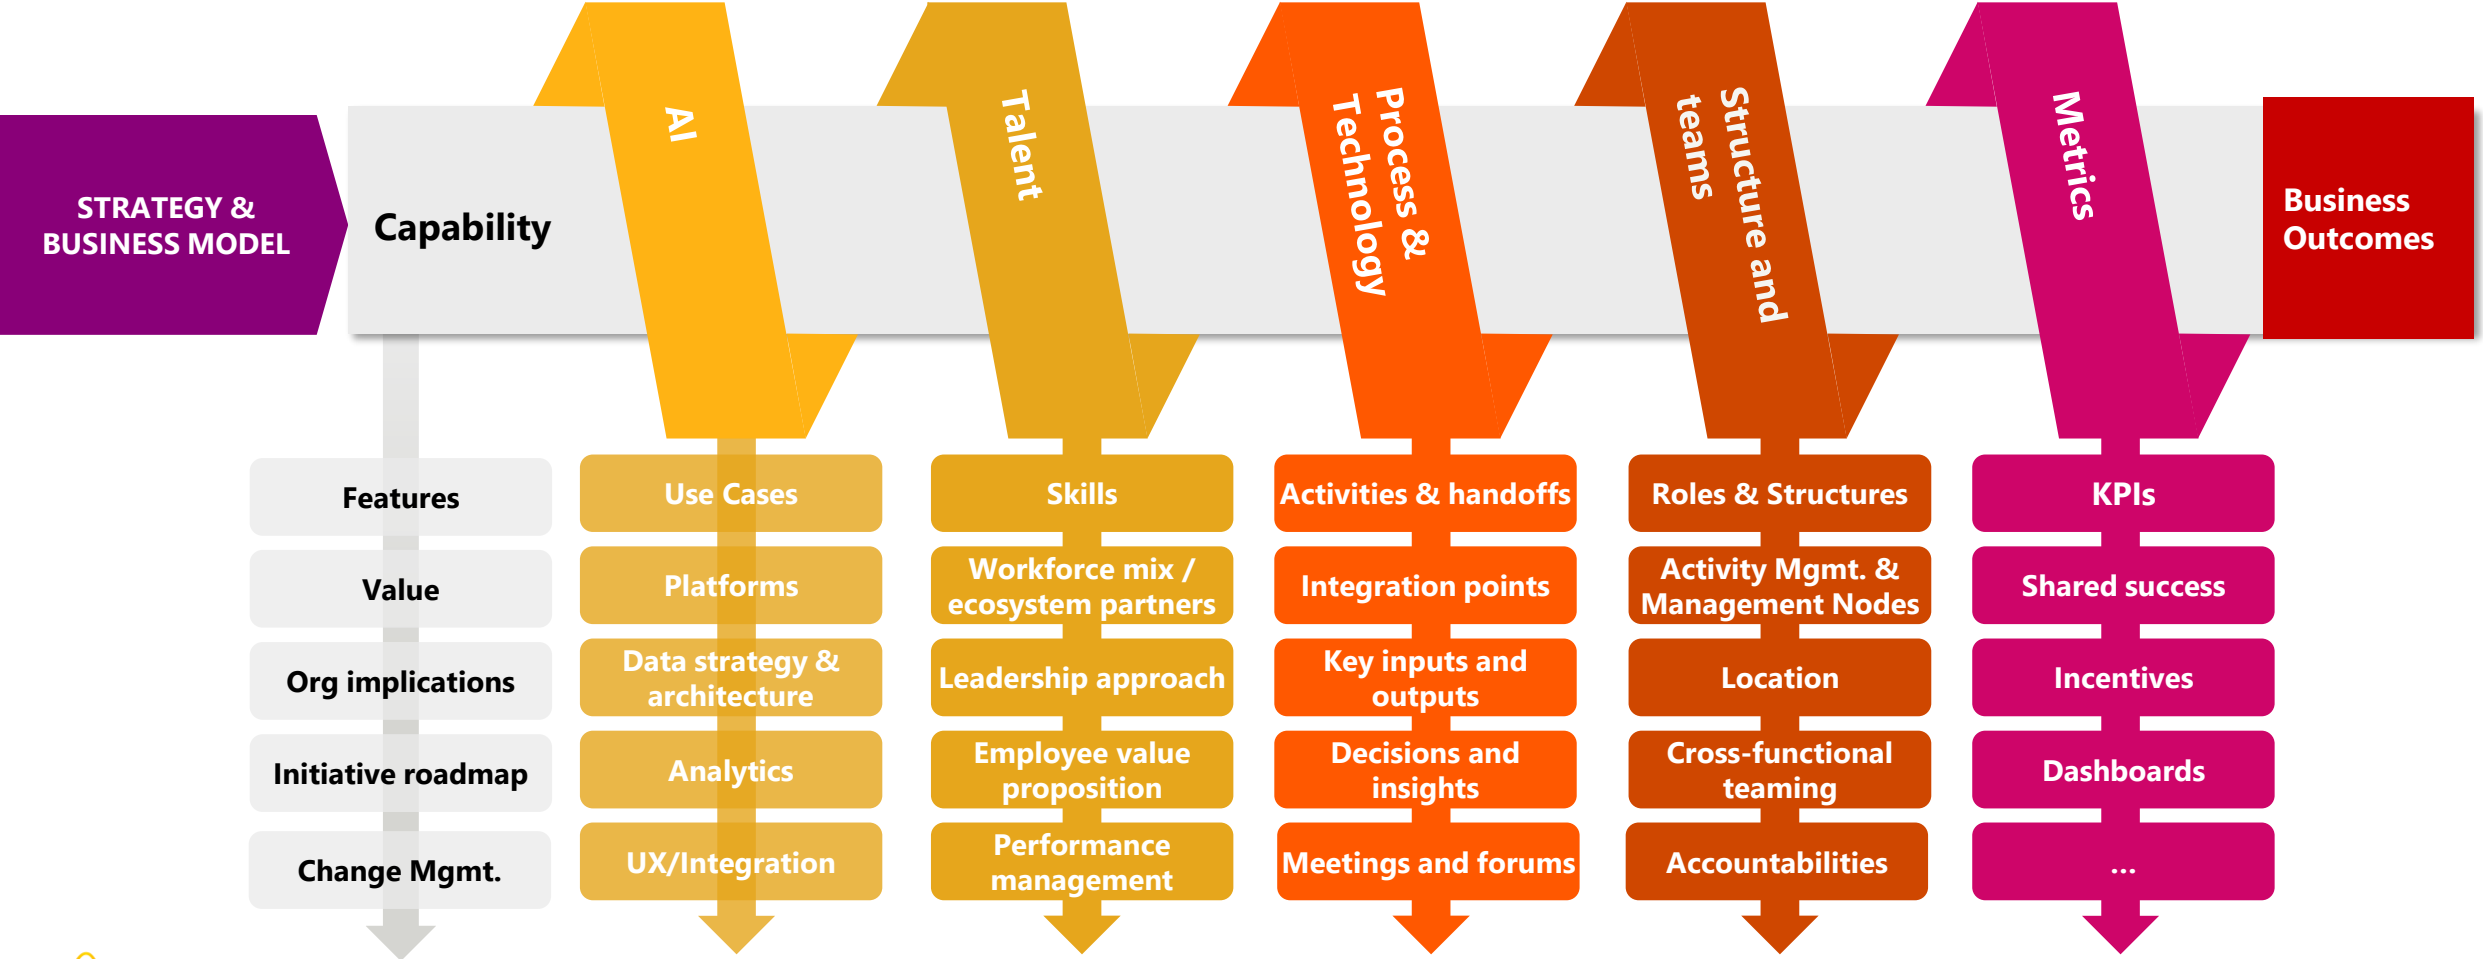 STRATEGY &
BUSINESS MODEL
Capability
AI
Talent
Process &
Technology
Structure and
teams
Metrics
Business
Outcomes
Features
Value
Org implications
Initiative roadmap
Change Mgmt.
Use Cases
Platforms
Data strategy &
architecture
Analytics
UX/Integration
Skills
Workforce mix /
ecosystem partners
Leadership approach
Employee value
proposition
Performance
management
Activities & handoffs
Integration points
Key inputs and
outputs
Decisions and
insights
Meetings and forums
Roles & Structures
Activity Mgmt. &
Management Nodes
Location
Cross-functional
teaming
Accountabilities
KPIs
Shared success
Incentives
Dashboards
...